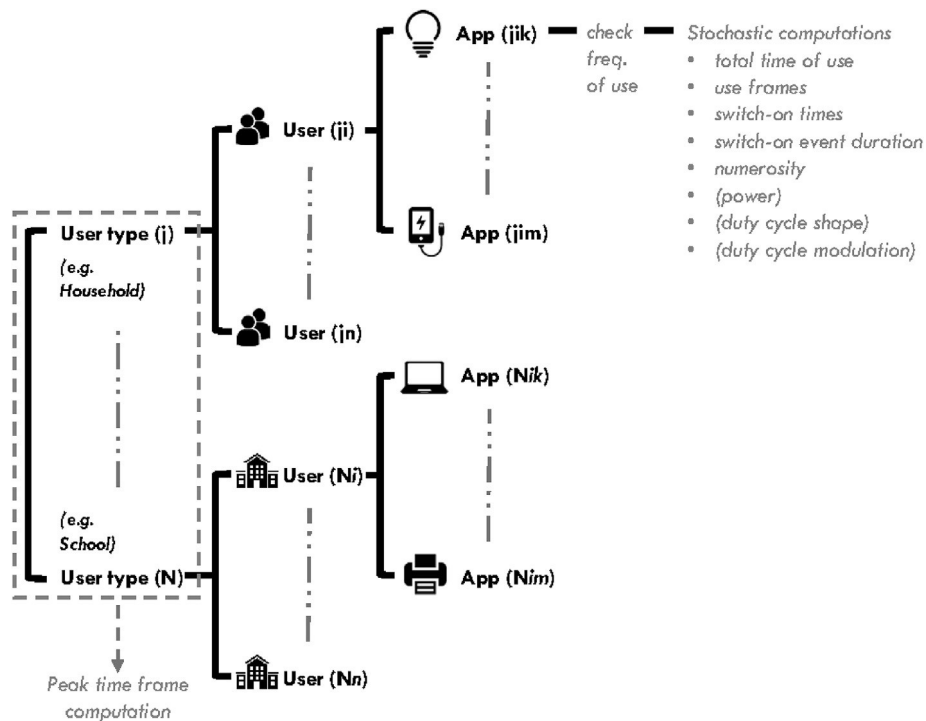 App (jik)
check
freq.
of use
Stochastic computations
• total time of use
• use frames
• switch-on times
• switch-on event duration
• numerosity
• (power)
• (duty cycle shape)
• (duty cycle modulation)
User (ji)
App (jim)
User type (j)
(e.g.
Household)
User (jn)
App (Nik)
User (Ni)
(e.g.
School)
User type (N)
App (Nim)
User (Nn)
Peak time frame
computation